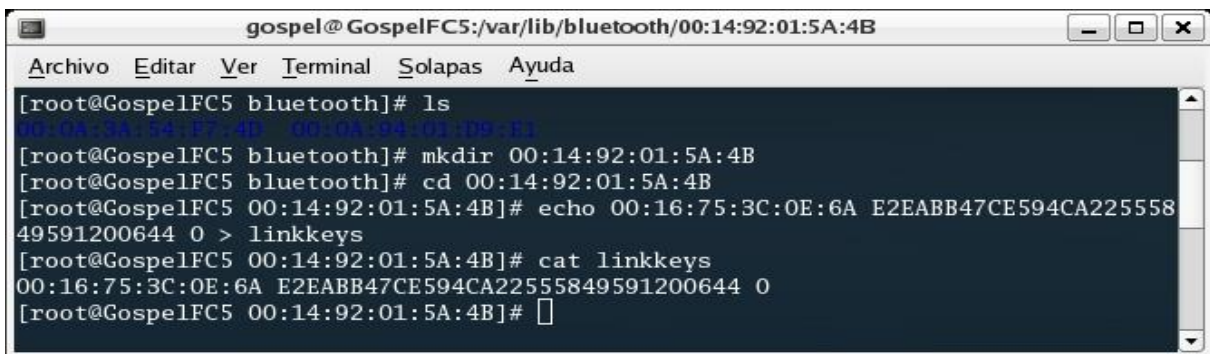 gospel@GospelFC5:/var/lib/bluetooth/00:14:92:01:5A:4B
Archivo Editar Ver Terminal Solapas Ayuda
[root@GospelFC5 bluetooth]# ls
00:0A:3A:54:F7:4D 00:0A:94:01:D9:E1
[root@GospelFC5 bluetooth]# mkdir 00:14:92:01:5A:4B
[root@GospelFC5 bluetooth]# cd 00:14:92:01:5A:4B
[root@GospelFC5 00:14:92:01:5A:4B]# echo 00:16:75:3C:0E:6A E2EABB47CE594CA225558
49591200644 0 > linkkeys
[root@GospelFC5 00:14:92:01:5A:4B]# cat linkkeys
00:16:75:3C:0E:6A E2EABB47CE594CA22555849591200644 0
[root@GospelFC5 00:14:92:01:5A:4B]#